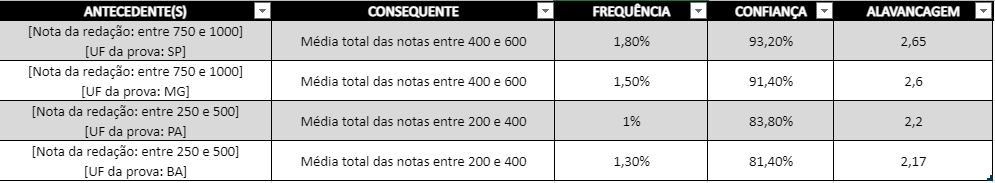 ANTECEDENTE(S) CONSEQUENTE FREQUÊNCIA CONFIANÇA ALAVANCAGEM
[Nota da redação: entre 750 e 1000]
[UF da prova: SP] Média total das notas entre 400 e 600 1,80% 93,20% 2,65
[Nota da redação: entre 750 e 1000]
[UF da prova: MG] Média total das notas entre 400 e 600 1,50% 91,40% 2,6
[Nota da redação: entre 250 e 500]
[UF da prova: PA] Média total das notas entre 200 e 400 1% 83,80% 2,2
[Nota da redação: entre 250 e 500]
[UF da prova: BA] Média total das notas entre 200 e 400 1,30% 81,40% 2,17